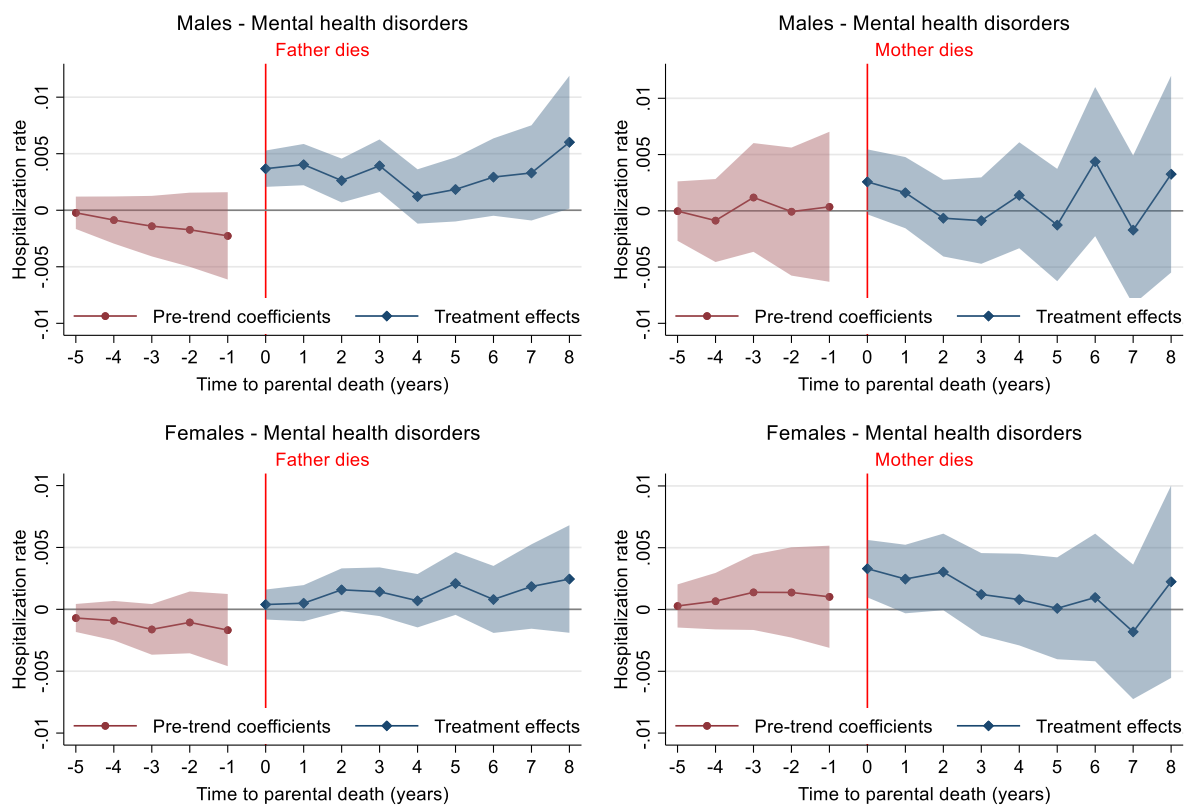 Males - Mental health disorders
Father dies
Hospitalization rate
.01
.005
0
-.005
-.01
Pre-trend coefficients
Treatment effects
-5 -4 -3 -2 -1 0 1 2 3 4 5 6 7 8
Time to parental death (years)
Males - Mental health disorders
Mother dies
Hospitalization rate
.01
.005
0
-.005
-.01
Pre-trend coefficients
Treatment effects
-5 -4 -3 -2 -1 0 1 2 3 4 5 6 7 8
Time to parental death (years)
Females - Mental health disorders
Father dies
Hospitalization rate
.01
.005
0
-.005
-.01
Pre-trend coefficients
Treatment effects
-5 -4 -3 -2 -1 0 1 2 3 4 5 6 7 8
Time to parental death (years)
Females - Mental health disorders
Mother dies
Hospitalization rate
.01
.005
0
-.005
-.01
Pre-trend coefficients
Treatment effects
-5 -4 -3 -2 -1 0 1 2 3 4 5 6 7 8
Time to parental death (years)